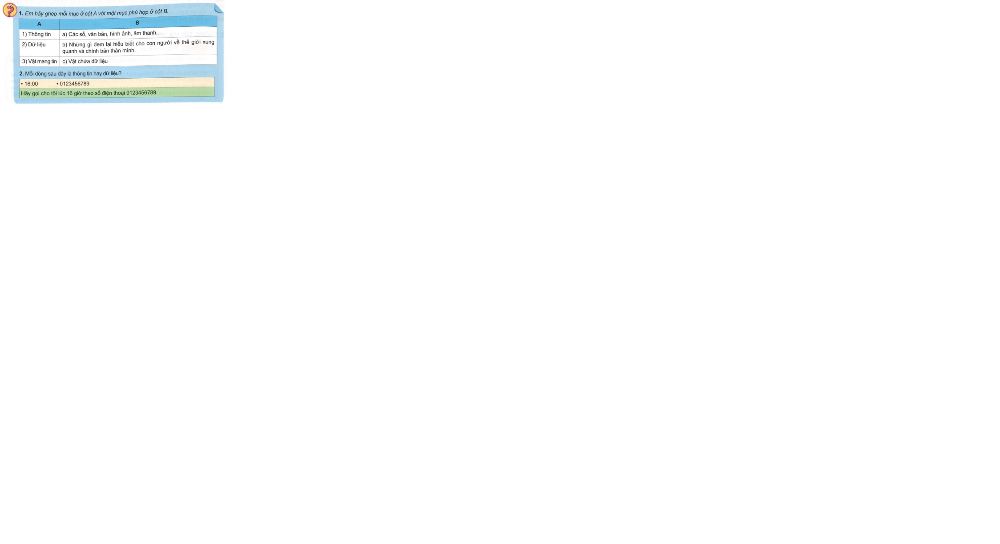 1. Em hãy ghép mỗi mục ở cột A với một mục phù hợp ở cột B.
A B
1) Thông tin a) Các số, văn bản, hình ảnh, âm thanh,...
2) Dữ liệu b) Những gì đem lại hiểu biết cho con người về thế giới xung
quanh và chính bản thân mình.
3) Vật mang tin c) Vật chứa dữ liệu
2. Mỗi dòng sau đây là thông tin hay dữ liệu?
• 16:00 • 0123456789
Hãy gọi cho tôi lúc 16 giờ theo số điện thoại 0123456789.